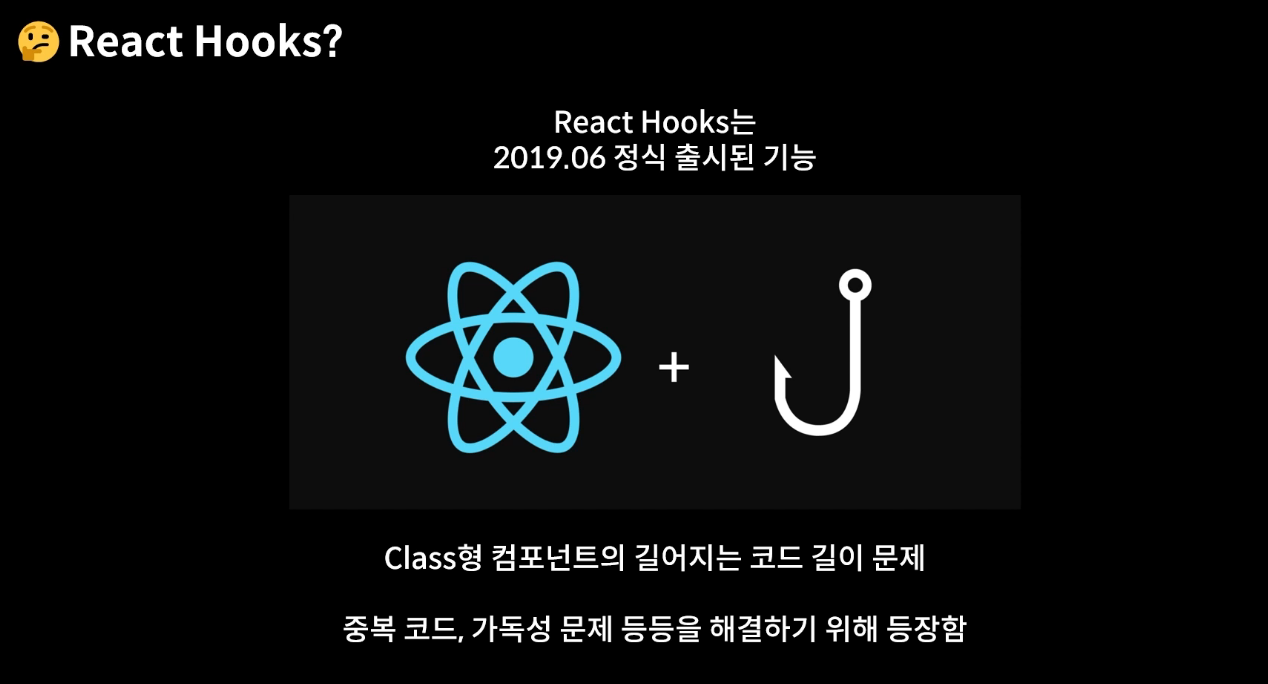 🤔 React Hooks?
React Hooks는
2019.06 정식 출시된 기능
+
Class형 컴포넌트의 길어지는 코드 길이 문제
중복 코드, 가독성 문제 등등을 해결하기 위해 등장함